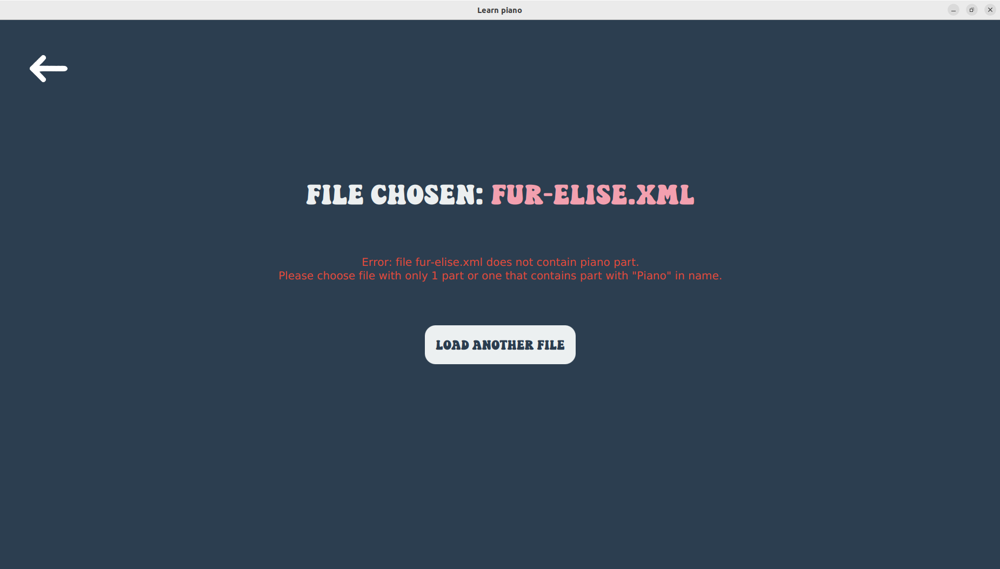 Learn piano
FILE CHOSEN: FUR-ELISE.XML
Error: file fur-elise.xml does not contain piano part.
Please choose file with only 1 part or one that contains part with "Piano" in name.
LOAD ANOTHER FILE